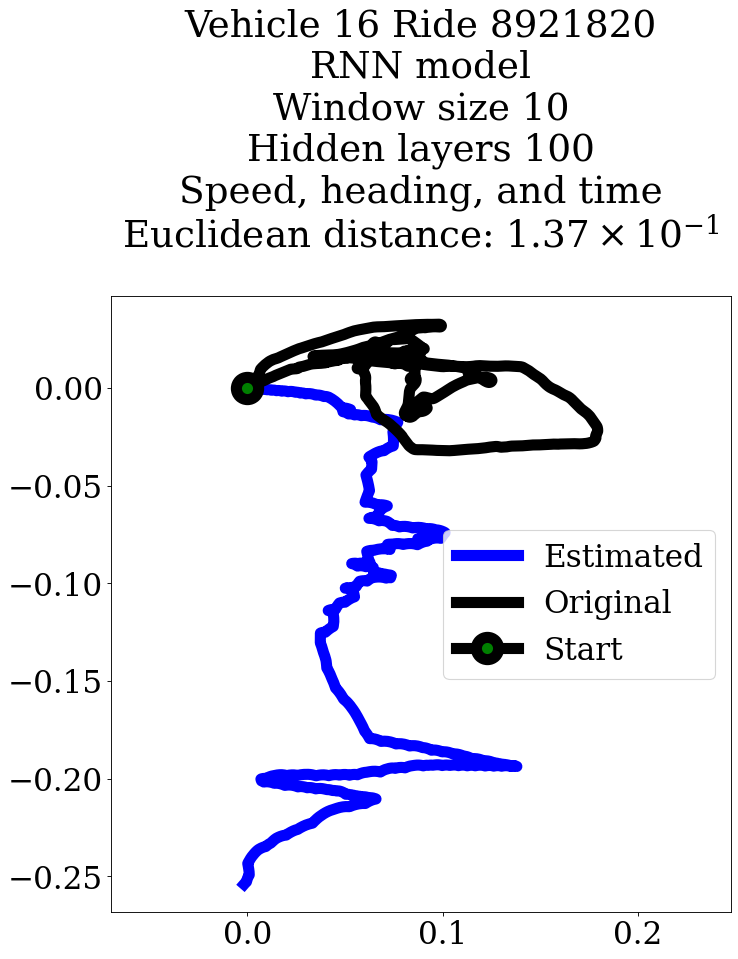 Vehicle 16 Ride 8921820
RNN model
Window size 10
Hidden layers 100
Speed, heading, and time
Euclidean distance: 1.37 × 10⁻¹
0.00
−0.05
−0.10
−0.15
−0.20
−0.25
Estimated
Original
Start
0.0 0.1 0.2